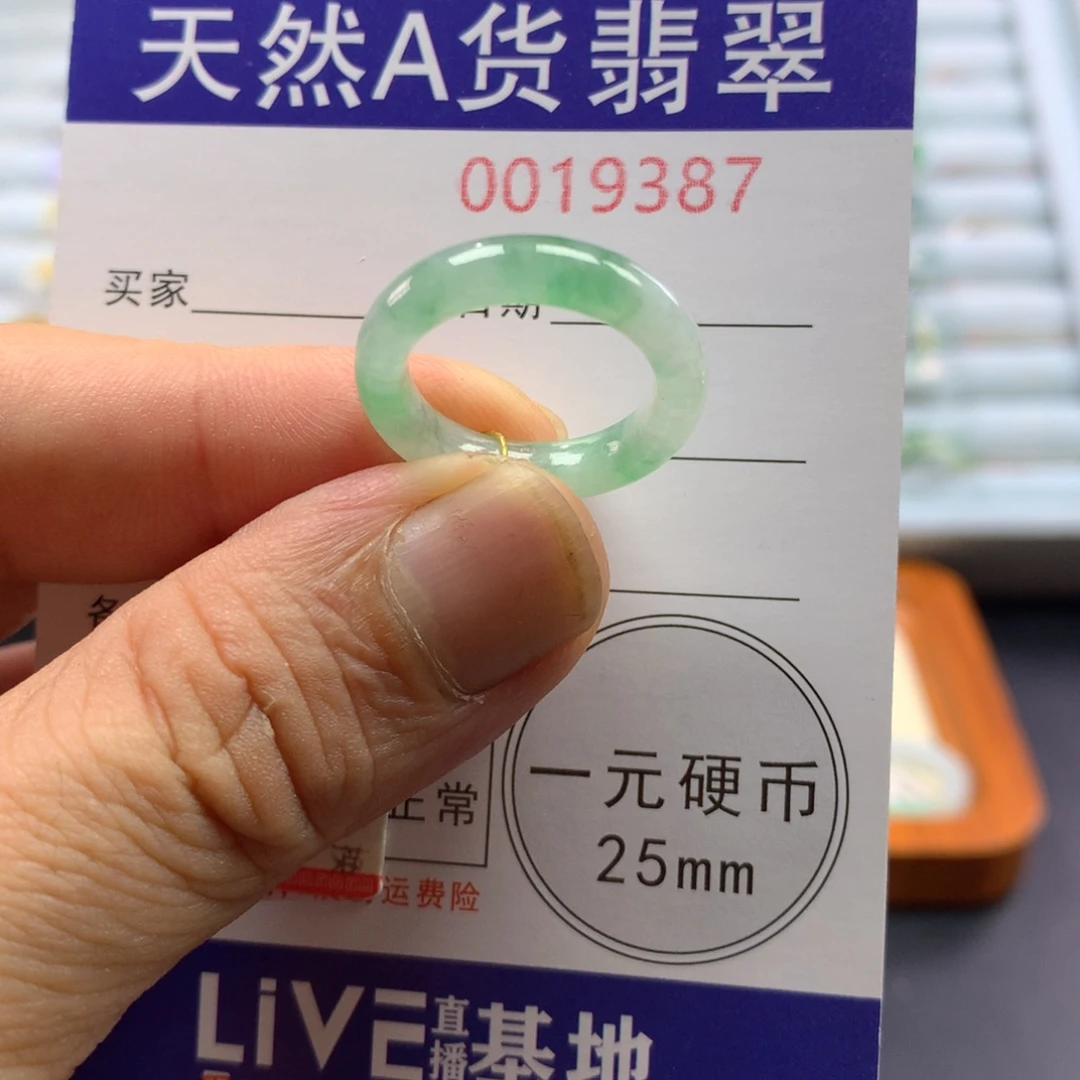 天然A货翡翠
0019387
买家 日期
正常
运费险
一元硬币
25mm
LiVE直播基地